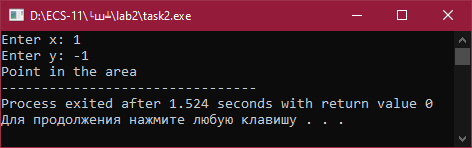 D:\ECS-11\└ш┴\lab2\task2.exe
Enter x: 1
Enter y: -1
Point in the area
--------------------------------
Process exited after 1.524 seconds with return value 0
Для продолжения нажмите любую клавишу . . .